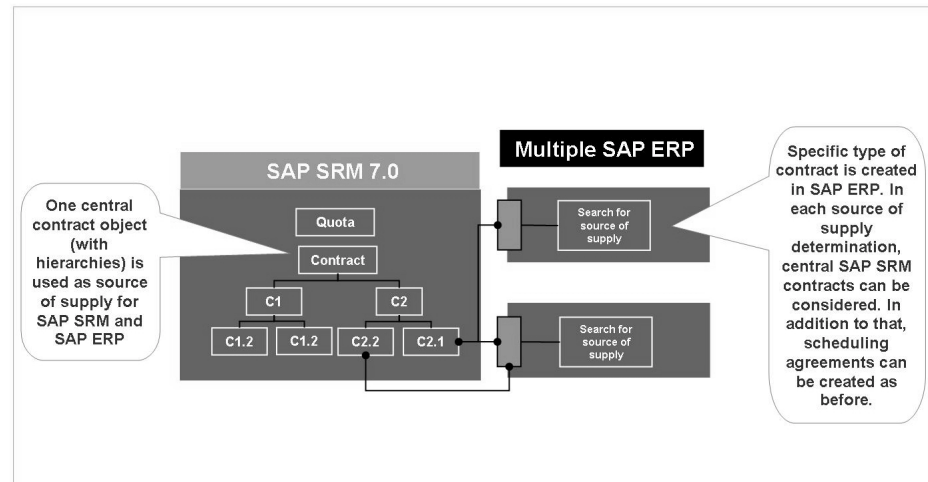 Multiple SAP ERP
SAP SRM 7.0
One central
contract object
(with
hierarchies) is
used as source
of supply for
SAP SRM and
SAP ERP
Quota
Contract
C1
C2
C1.2
C1.2
C2.2
C2.1
Search for
source of
supply
Search for
source of
supply
Specific type of
contract is created
in SAP ERP. In
each source of
supply
determination,
central SAP SRM
contracts can be
considered. In
addition to that,
scheduling
agreements can
be created as
before.